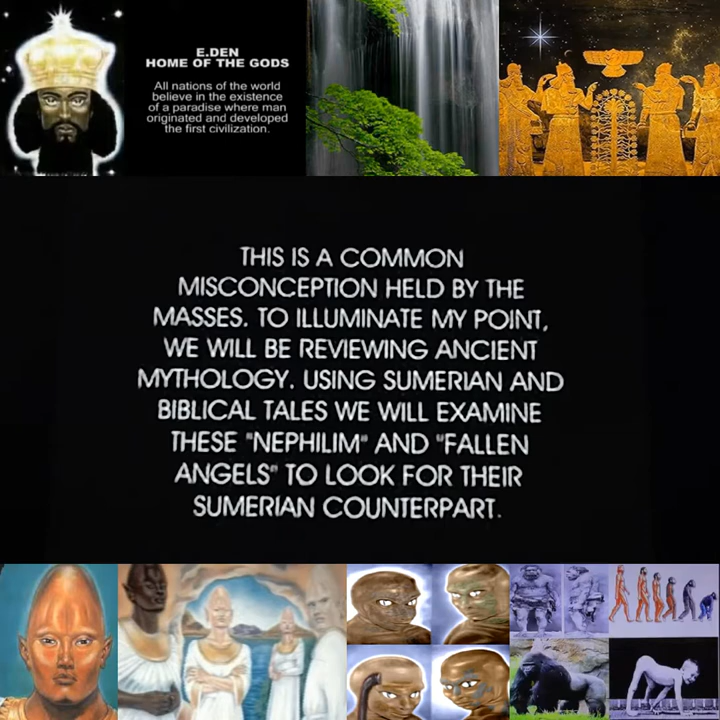 E.DEN
HOME OF THE GODS
All nations of the world
believe in the existence
of a paradise where man
originated and developed
the first civilization.
THIS IS A COMMON
MISCONCEPTION HELD BY THE
MASSES. TO ILLUMINATE MY POINT,
WE WILL BE REVIEWING ANCIENT
MYTHOLOGY. USING SUMERIAN AND
BIBLICAL TALES WE WILL EXAMINE
THESE "NEPHILIM" AND "FALLEN
ANGELS" TO LOOK FOR THEIR
SUMERIAN COUNTERPART.